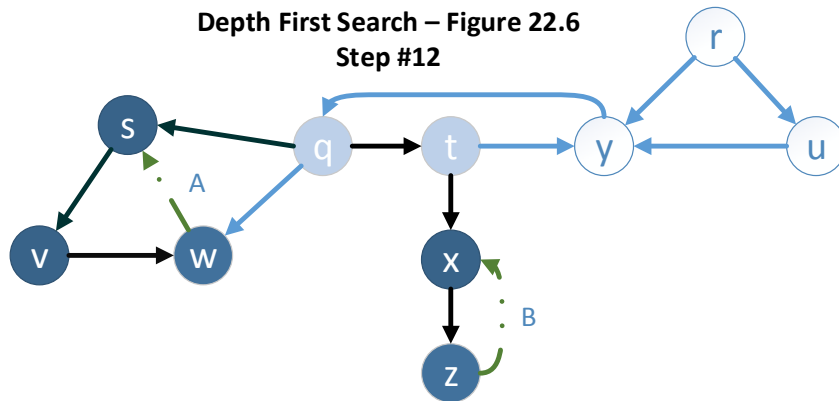 Depth First Search – Figure 22.6
Step #12
r
s
q
t
y
u
A
v
w
x
B
z